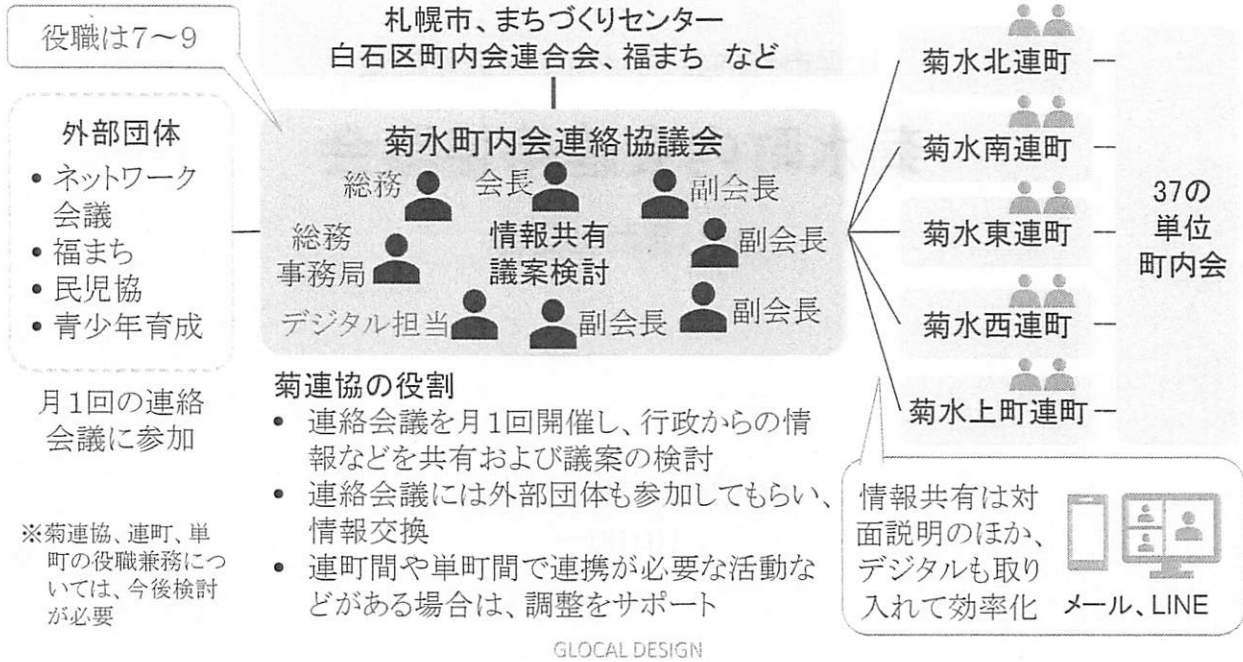 役職は7～9
札幌市、まちづくりセンター
白石区町内会連合会、福まち など
外部団体
• ネットワーク
会議
• 福まち
• 民児協
• 青少年育成
月1回の連絡
会議に参加
※菊連協、連町、単
町の役職兼務につ
いては、今後検討
が必要
菊水町内会連絡協議会
総務
会長
副会長
総務
事務局
情報共有
議案検討
副会長
デジタル担当
副会長
副会長
菊連協の役割
• 連絡会議を月1回開催し、行政からの情
報などを共有および議案の検討
• 連絡会議には外部団体も参加してもらい、
情報交換
• 連町間や単町間で連携が必要な活動な
どがある場合は、調整をサポート
菊水北連町
菊水南連町
菊水東連町
菊水西連町
菊水上町連町
37の
単位
町内会
情報共有は対
面説明のほか、
デジタルも取り
入れて効率化
メール、LINE
GLOCAL DESIGN